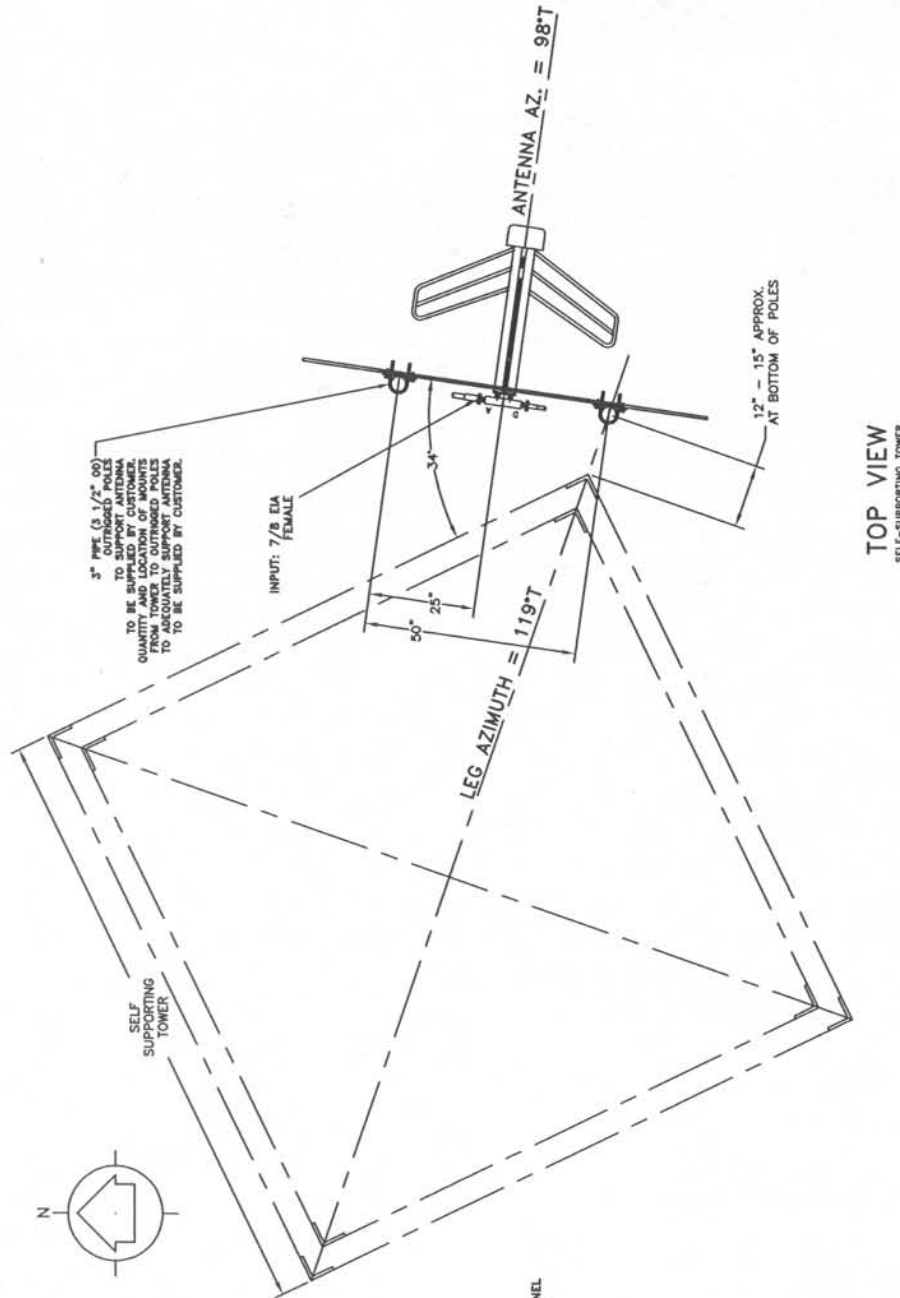 N
SELF
SUPPORTING
TOWER
3" PIPE (3 1/2" OD)
OUTRIGGED POLES
TO SUPPORT ANTENNA
TO BE SUPPLIED BY CUSTOMER.
QUANTITY AND LOCATION OF MOUNTS
FROM TOWER TO OUTRIGGED POLES
TO ADEQUATELY SUPPORT ANTENNA
TO BE SUPPLIED BY CUSTOMER.
INPUT: 7/8 EIA
FEMALE
34°
25"
50"
LEG AZIMUTH = 119°T
ANTENNA AZ. = 98°T
12" - 15" APPROX.
AT BOTTOM OF POLES
TOP VIEW
SELF-SUPPORTING TOWER
NEL